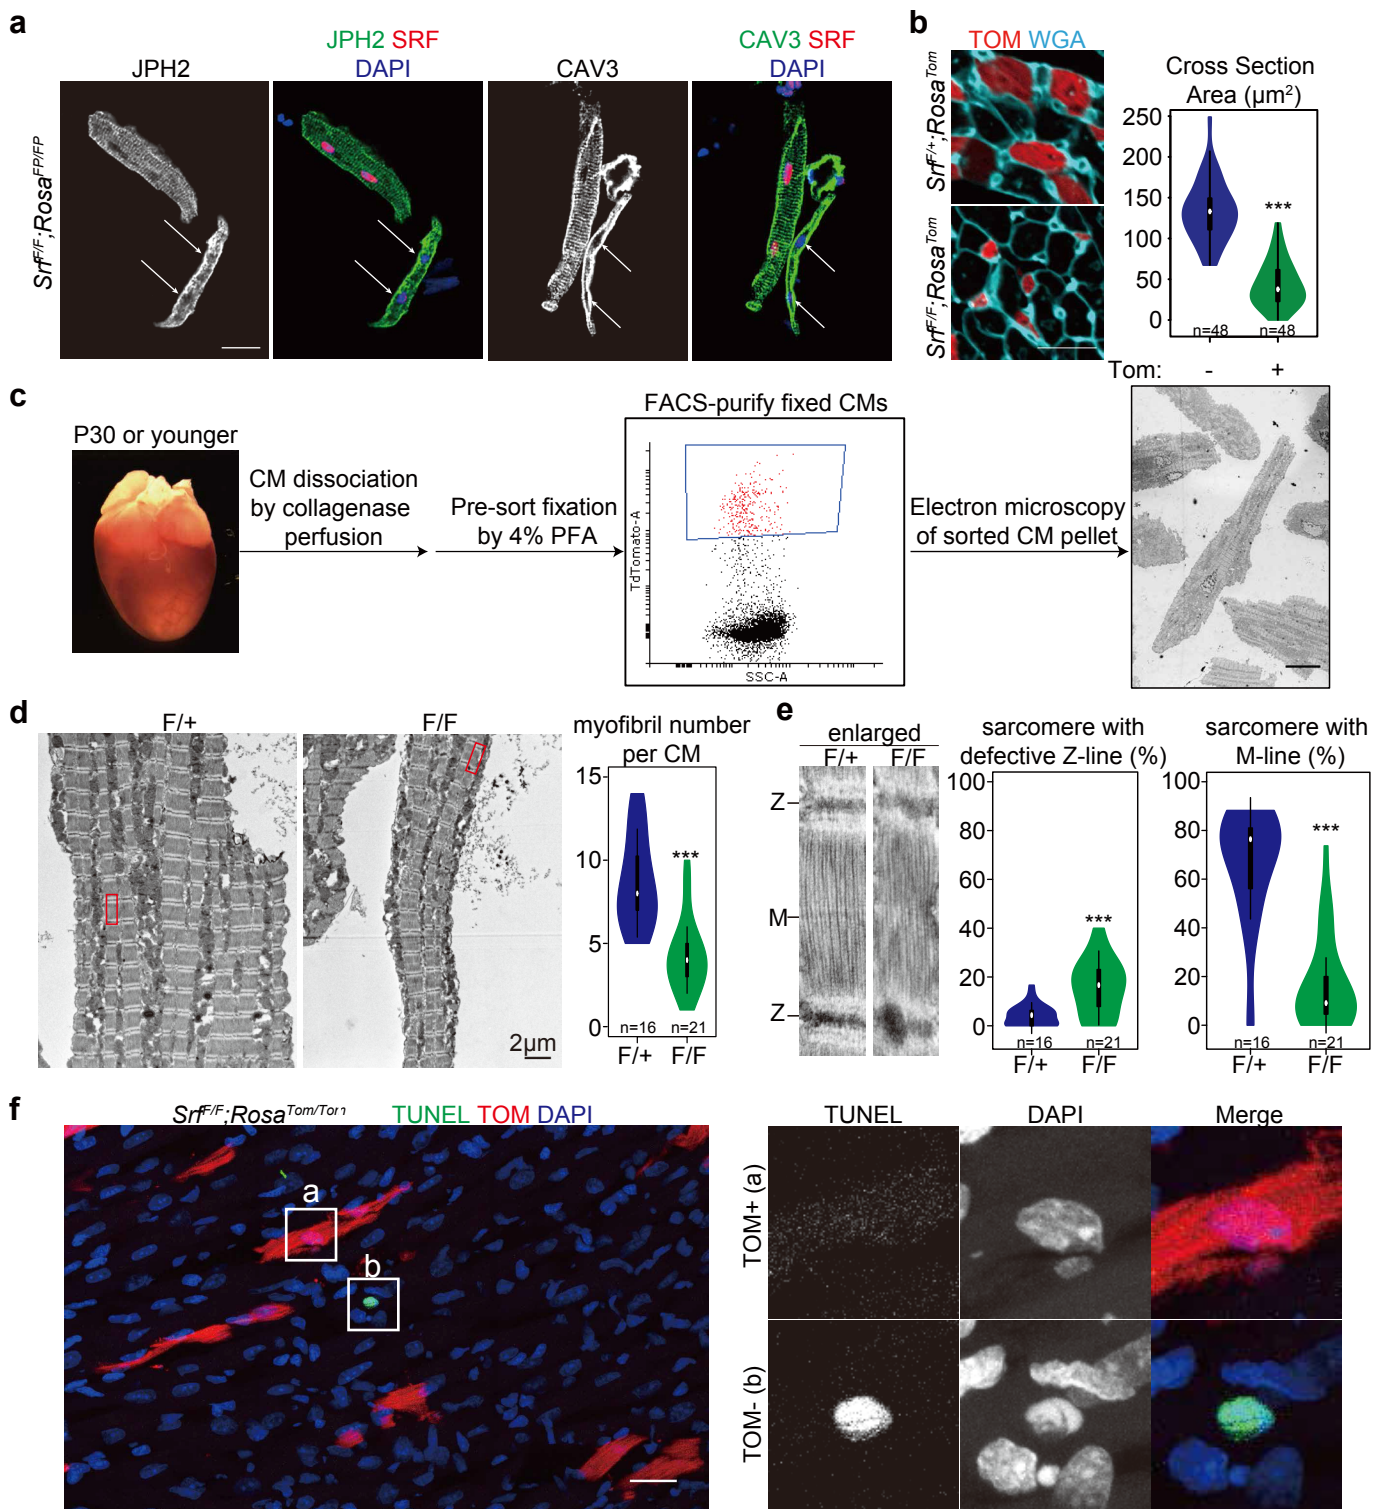 a
JPH2
JPH2 SRF
DAPI
CAV3
CAV3 SRF
DAPI
Srf^F/F;Rosa^FP/FP
b
TOM WGA
Srf^F/+;Rosa^Tom
Srf^F/F;Rosa^Tom
Cross Section
Area (µm²)
250
200
150
100
50
0
***
n=48
n=48
Tom:
-
+
c
P30 or younger
CM dissociation
by collagenase
perfusion
Pre-sort fixation
by 4% PFA
FACS-purify fixed CMs
TdTomato-A
SSC-A
Electron microscopy
of sorted CM pellet
d
F/+
F/F
2µm
myofibril number
per CM
15
10
5
0
***
n=16
n=21
F/+
F/F
e
enlarged
F/+
F/F
Z
M
Z
sarcomere with
defective Z-line (%)
100
80
60
40
20
0
***
n=16
n=21
F/+
F/F
sarcomere with
M-line (%)
100
80
60
40
20
0
***
n=16
n=21
F/+
F/F
f
Srf^F/F;Rosa^Tom/Tom
TUNEL TOM DAPI
a
b
TUNEL
DAPI
Merge
TOM+ (a)
TOM- (b)